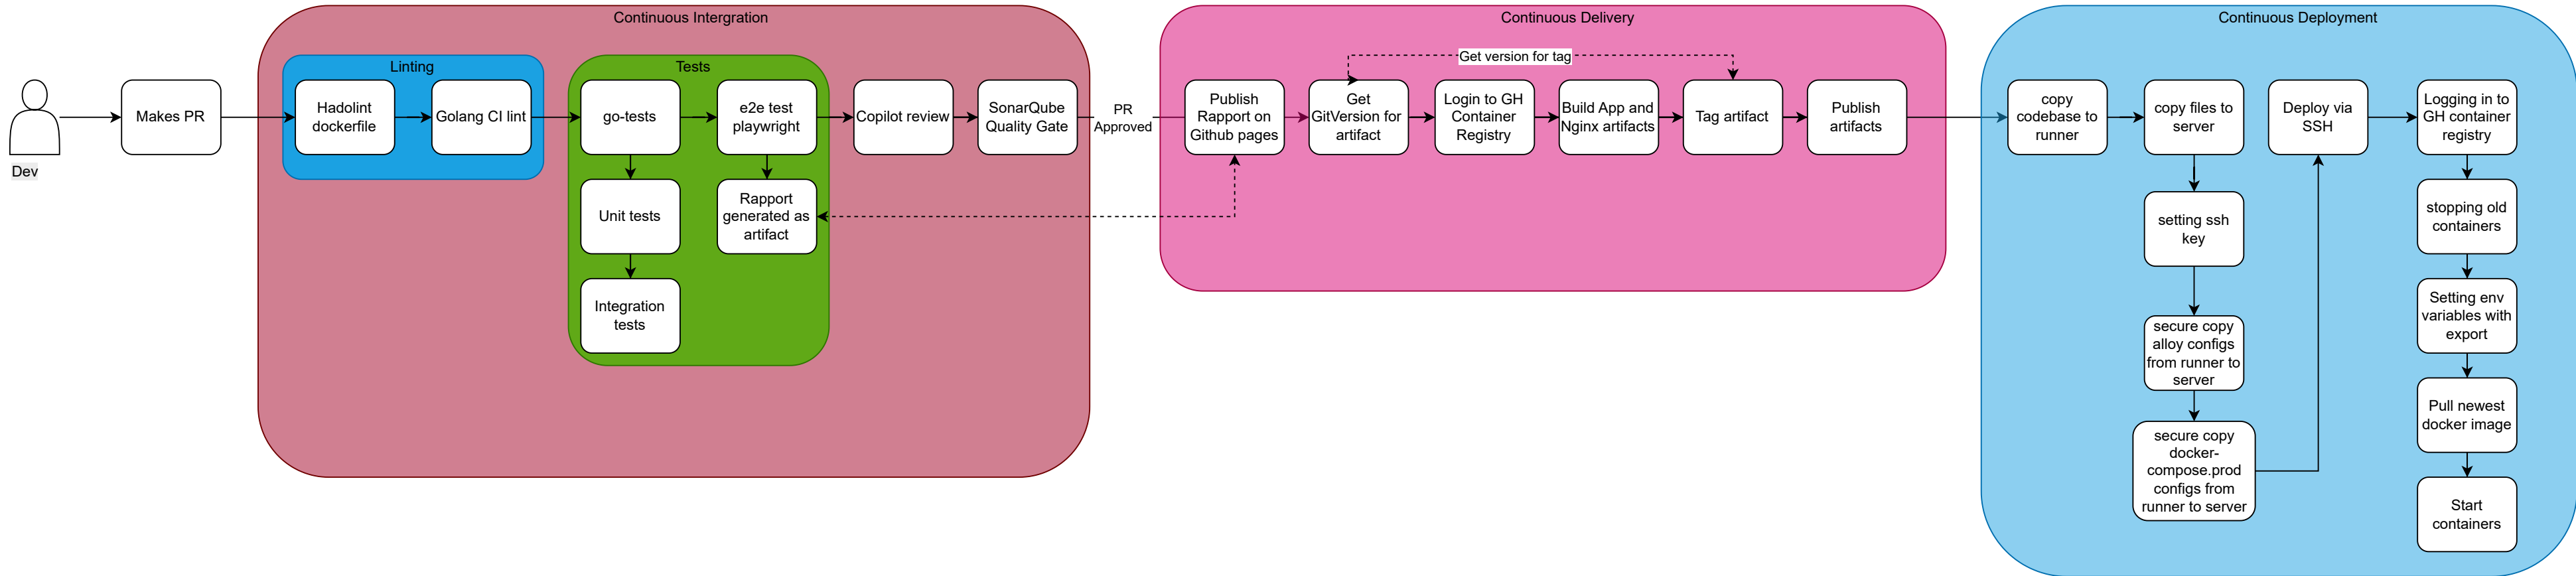 Continuous Intergration
Continuous Delivery
Continuous Deployment
Linting
Tests
Get version for tag
Dev
Makes PR
Hadolint
dockerfile
Golang CI lint
go-tests
e2e test
playwright
Copilot review
SonarQube
Quality Gate
PR
Approved
Publish
Rapport on
Github pages
Get
GitVersion for
artifact
Login to GH
Container
Registry
Build App and
Nginx artifacts
Tag artifact
Publish
artifacts
copy
codebase to
runner
copy files to
server
Deploy via
SSH
Logging in to
GH container
registry
Unit tests
Rapport
generated as
artifact
setting ssh
key
stopping old
containers
Integration
tests
secure copy
alloy configs
from runner to
server
Setting env
variables with
export
secure copy
docker-
compose.prod
configs from
runner to server
Pull newest
docker image
Start
containers